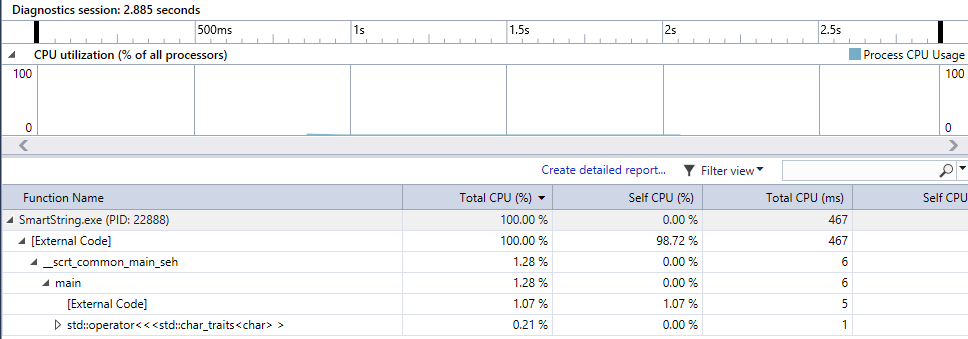 Diagnostics session: 2.885 seconds
500ms 1s 1.5s 2s 2.5s
CPU utilization (% of all processors) Process CPU Usage
100 100
0 0
Create detailed report... Filter view
Function Name Total CPU (%) Self CPU (%) Total CPU (ms) Self CPU
SmartString.exe (PID: 22888) 100.00 % 0.00 % 467
[External Code] 100.00 % 98.72 % 467
__scrt_common_main_seh 1.28 % 0.00 % 6
main 1.28 % 0.00 % 6
[External Code] 1.07 % 1.07 % 5
std::operator<<<std::char_traits<char> > 0.21 % 0.00 % 1